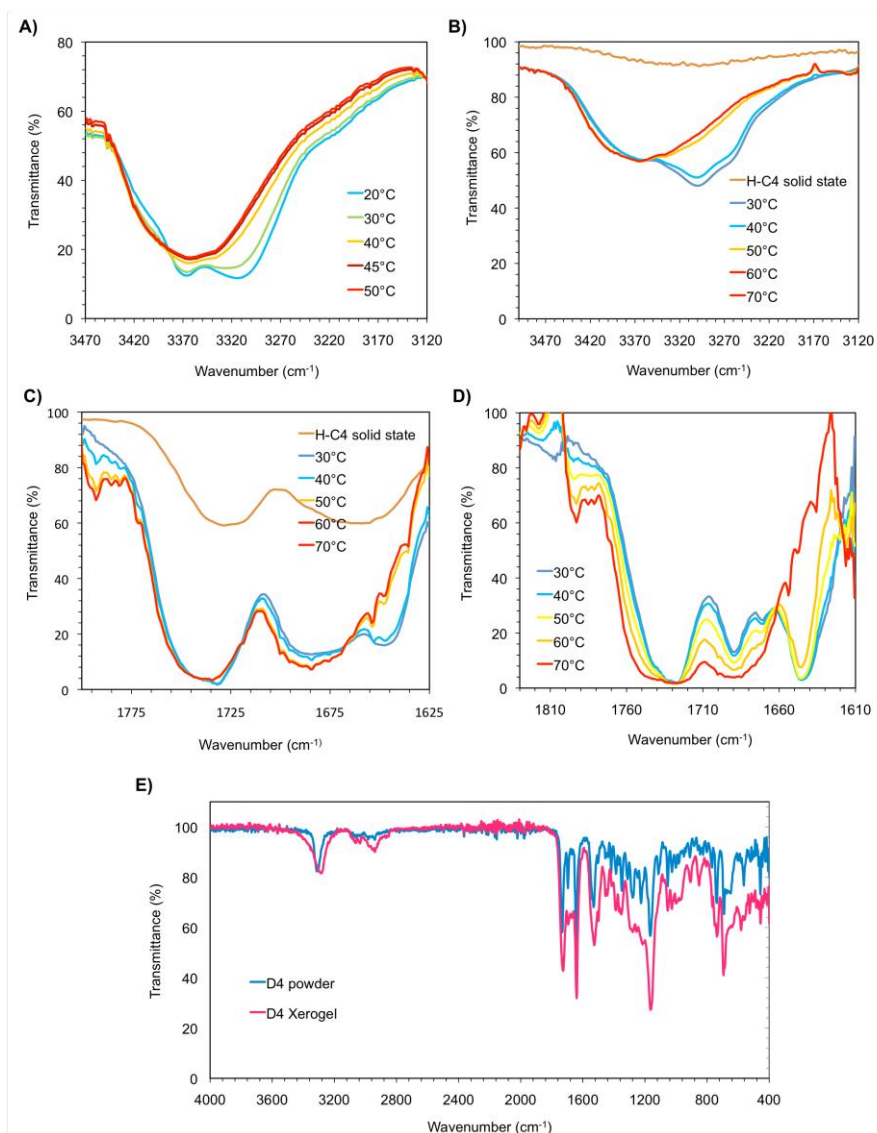 A)
80
60
40
20
0
Transmittance (%)
20°C
30°C
40°C
45°C
50°C
3470 3420 3370 3320 3270 3220 3170 3120
Wavenumber (cm⁻¹)
B)
100
80
60
40
20
0
Transmittance (%)
H-C4 solid state
30°C
40°C
50°C
60°C
70°C
3470 3420 3370 3320 3270 3220 3170 3120
Wavenumber (cm⁻¹)
C)
100
80
60
40
20
0
Transmittance (%)
H-C4 solid state
30°C
40°C
50°C
60°C
70°C
1775 1725 1675 1625
Wavenumber (cm⁻¹)
D)
100
90
80
70
60
50
40
30
20
10
0
Transmittance (%)
30°C
40°C
50°C
60°C
70°C
1810 1760 1710 1660 1610
Wavenumber (cm⁻¹)
E)
100
80
60
40
20
0
Transmittance (%)
D4 powder
D4 Xerogel
4000 3600 3200 2800 2400 2000 1600 1200 800 400
Wavenumber (cm⁻¹)